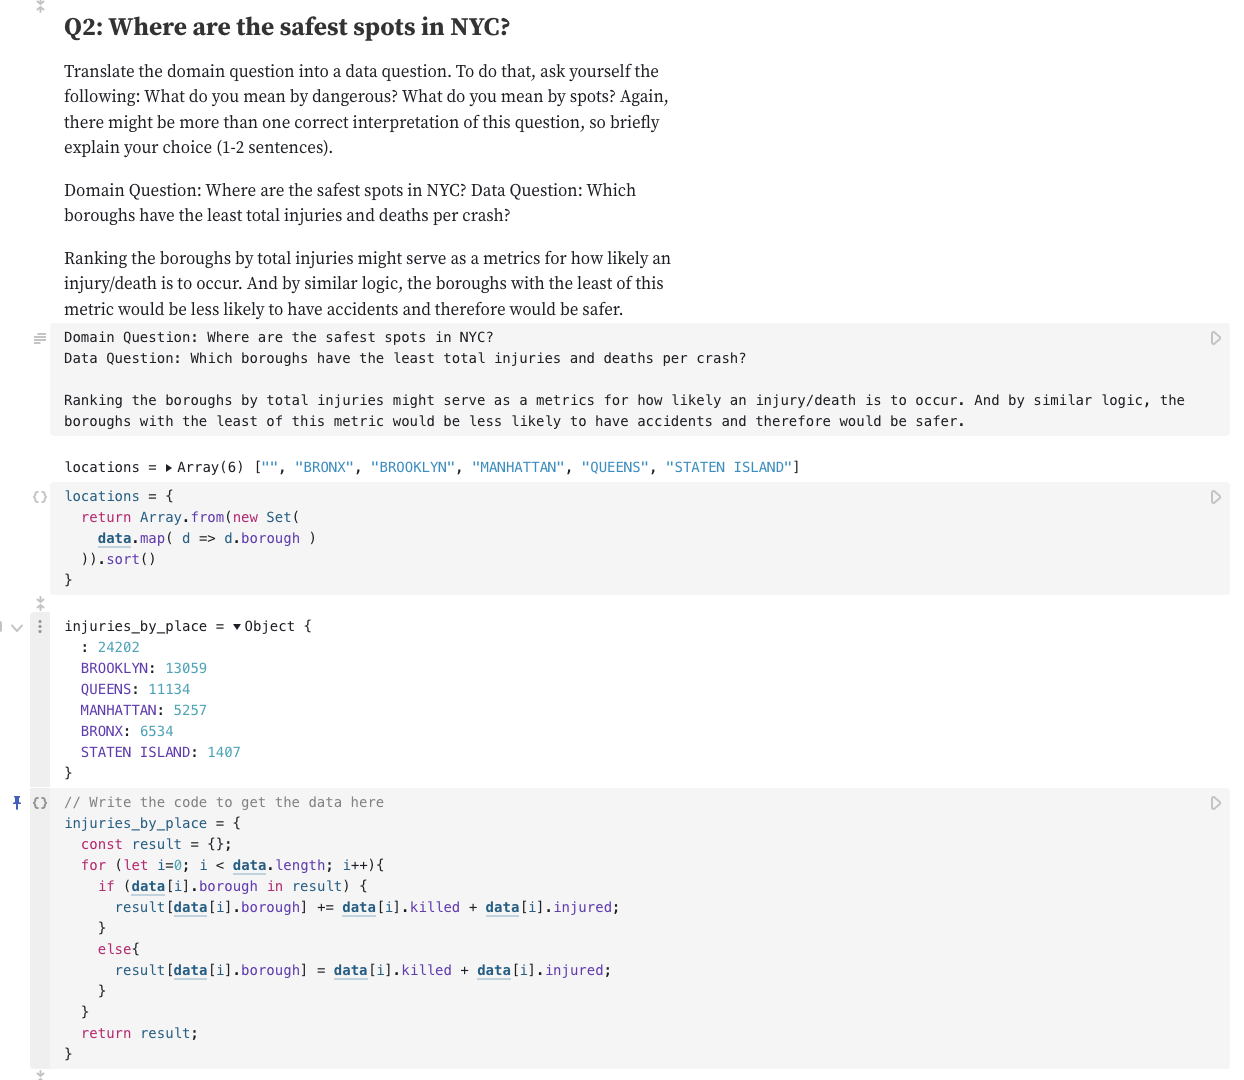 Q2: Where are the safest spots in NYC?
Translate the domain question into a data question. To do that, ask yourself the
following: What do you mean by dangerous? What do you mean by spots? Again,
there might be more than one correct interpretation of this question, so briefly
explain your choice (1-2 sentences).
Domain Question: Where are the safest spots in NYC? Data Question: Which
boroughs have the least total injuries and deaths per crash?
Ranking the boroughs by total injuries might serve as a metrics for how likely an
injury/death is to occur. And by similar logic, the boroughs with the least of this
metric would be less likely to have accidents and therefore would be safer.
Domain Question: Where are the safest spots in NYC?
Data Question: Which boroughs have the least total injuries and deaths per crash?
Ranking the boroughs by total injuries might serve as a metrics for how likely an injury/death is to occur. And by similar logic, the
boroughs with the least of this metric would be less likely to have accidents and therefore would be safer.
locations = ▶ Array(6) ["", "BRONX", "BROOKLYN", "MANHATTAN", "QUEENS", "STATEN ISLAND"]
locations = {
  return Array.from(new Set(
    data.map( d => d.borough )
  )).sort()
}
injuries_by_place = ▼ Object {
  : 24202
  BROOKLYN: 13059
  QUEENS: 11134
  MANHATTAN: 5257
  BRONX: 6534
  STATEN ISLAND: 1407
}
// Write the code to get the data here
injuries_by_place = {
  const result = {};
  for (let i=0; i < data.length; i++){
    if (data[i].borough in result) {
      result[data[i].borough] += data[i].killed + data[i].injured;
    }
    else{
      result[data[i].borough] = data[i].killed + data[i].injured;
    }
  }
  return result;
}